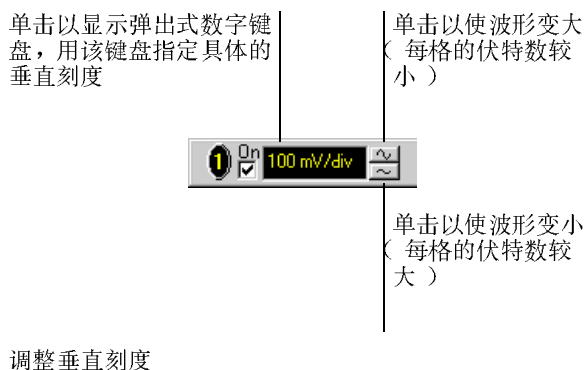 单击以显示弹出式数字键
盘，用该键盘指定具体的
垂直刻度
单击以使波形变大
（ 每格的伏特数较
小 ）
1 On 100 mV/div
单击以使波形变小
（ 每格的伏特数较
大 ）
调整垂直刻度